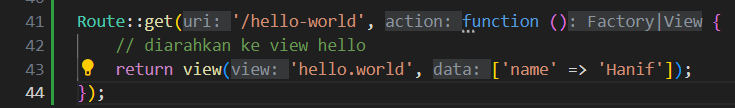 41 Route::get(uri: '/hello-world', action: function (): Factory|View {
42 // diarahkan ke view hello
43 return view(view: 'hello.world', data: ['name' => 'Hanif']);
44 });